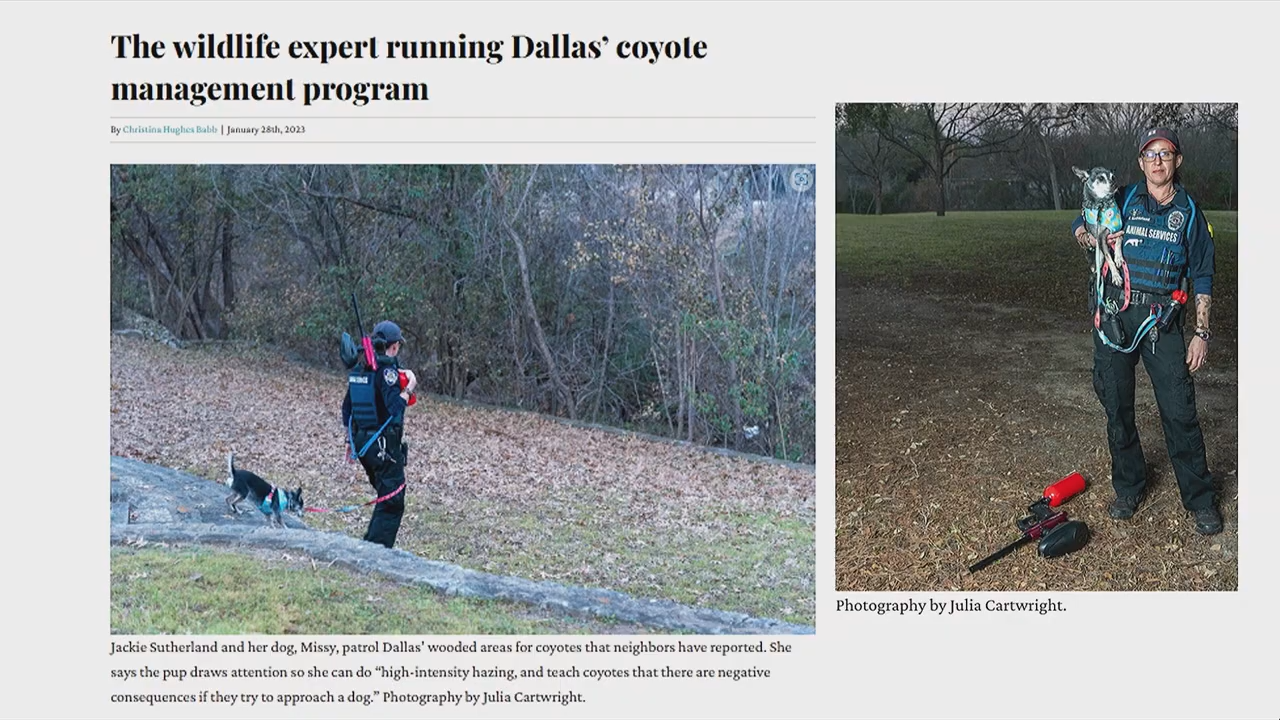 The wildlife expert running Dallas’ coyote
management program
By Christina Hughes Babb | January 28th, 2023
ANIMAL SERVICES
Photography by Julia Cartwright.
Jackie Sutherland and her dog, Missy, patrol Dallas’ wooded areas for coyotes that neighbors have reported. She
says the pup draws attention so she can do “high-intensity hazing, and teach coyotes that there are negative
consequences if they try to approach a dog.” Photography by Julia Cartwright.